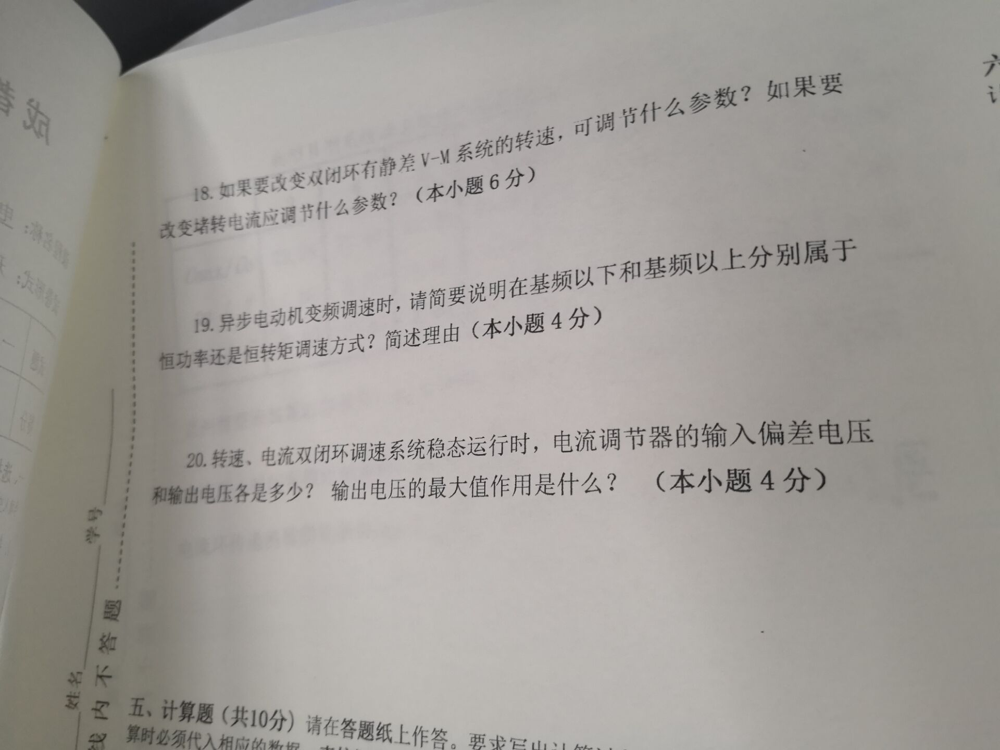 18. 如果要改变双闭环有静差 V-M 系统的转速，可调节什么参数？如果要
改变堵转电流应调节什么参数？（本小题 6 分）
19. 异步电动机变频调速时，请简要说明在基频以下和基频以上分别属于
恒功率还是恒转矩调速方式？简述理由（本小题 4 分）
20. 转速、电流双闭环调速系统稳态运行时，电流调节器的输入偏差电压
和输出电压各是多少？ 输出电压的最大值作用是什么？ （本小题 4 分）
五、计算题（共10分）请在答题纸上作答。要求写出计算
算时必须代入相应的数据
姓名 学号
线内不答题
六